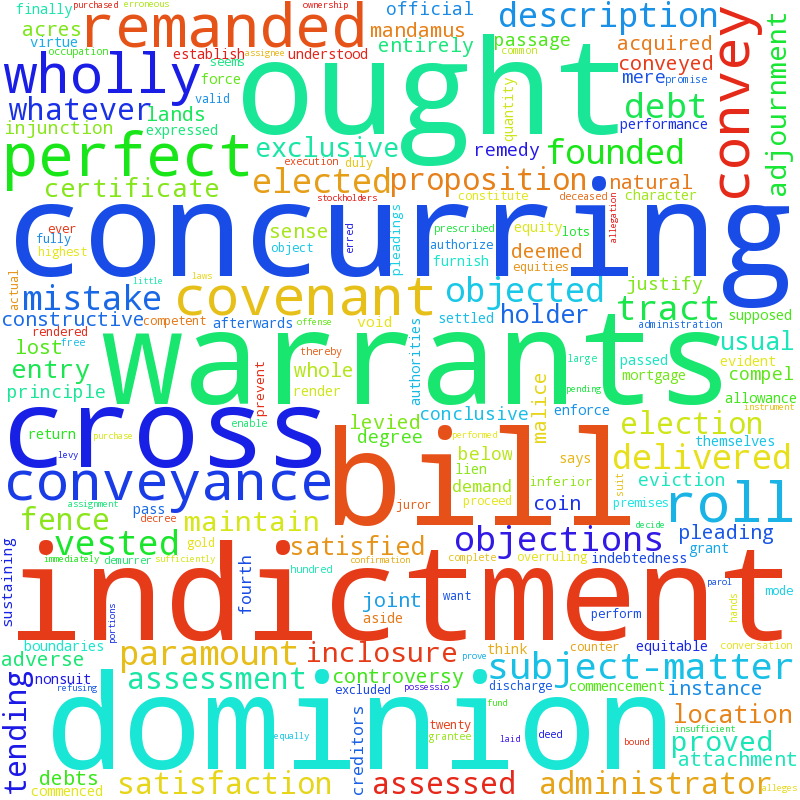 finally
purchased
erroneous
ownership
official
description
acres
remanded
mandamus
virtue
occupation
establish
assignee
understood
entirely
passage
common
acquired
conveyed
convey
adjournment
wholly
seems
force
valid
ought
quantity
mere
promise
whatever
lands
debt
injunction
expressed
exclusive
performance
perfect
execution
duly
remedy
founded
certificate
elected
proposition
natural
stockholders
constitute
deceased
character
concurring
ever
fully
highest
sense
object
pleadings
erred
prescribed
authorize
furnish
equity
lots
equities
deemed
allegation
actual
little
laws
mistake
covenant
objected
justify
holder
tract
supposed
constructive
competent
afterwards
offense
void
settled
administration
usual
rendered
free
lost
warrants
thereby
authorities
large
passed
evident
entry
whole
mortgage
compel
principle
prevent
render
pending
allowance
cross
levied
conclusive
malice
enforce
election
instrument
return
purchase
enable
degree
bill
performed
themselves
levy
below
says
delivered
conveyance
lien
demand
inferior
suit
eviction
assignment
pass
decree
juror
proceed
coin
premises
roll
fence
maintain
objections
decide
pleading
sustaining
vested
gold
satisfied
complete
overruling
indebtedness
grant
immediately
demurrer
sufficiently
confirmation
hundred
fourth
indictment
portions
joint
aside
want
perform
parol
hands
mode
boundaries
paramount
inclosure
prove
think
counter
equitable
conversation
adverse
nonsuit
refusing
assessment
controversy
subject-matter
tending
excluded
possessio
discharge
commencement
instance
dominion
creditors
fund
twenty
grantee
laid
deed
bound
location
insufficient
equally
proved
attachment
debts
commenced
satisfaction
assessed
administrator
alleges